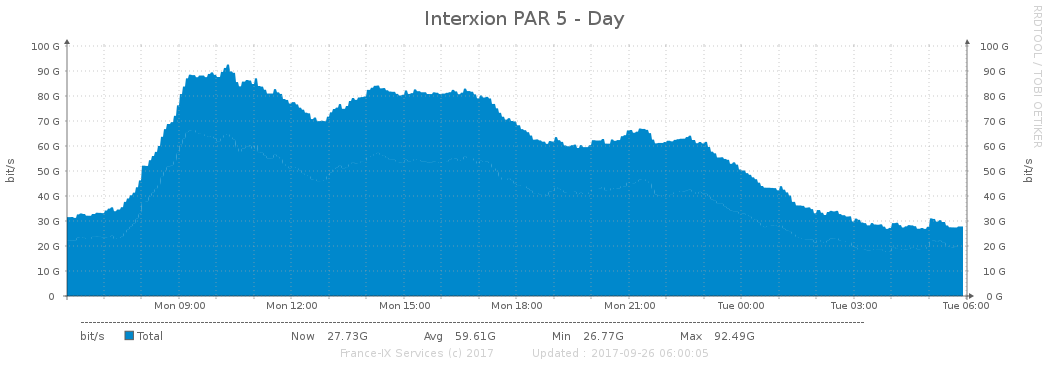 Interxion PAR 5 - Day
RRDTOOL / TOBI OETIKER
100 G 100 G
90 G 90 G
80 G 80 G
70 G 70 G
60 G 60 G
50 G 50 G
40 G 40 G
30 G 30 G
20 G 20 G
10 G 10 G
0 0 G
bit/s bit/s
Mon 09:00 Mon 12:00 Mon 15:00 Mon 18:00 Mon 21:00 Tue 00:00 Tue 03:00 Tue 06:00
bit/s Total Now 27.73G Avg 59.61G Min 26.77G Max 92.49G
France-IX Services (c) 2017 Updated : 2017-09-26 06:00:05